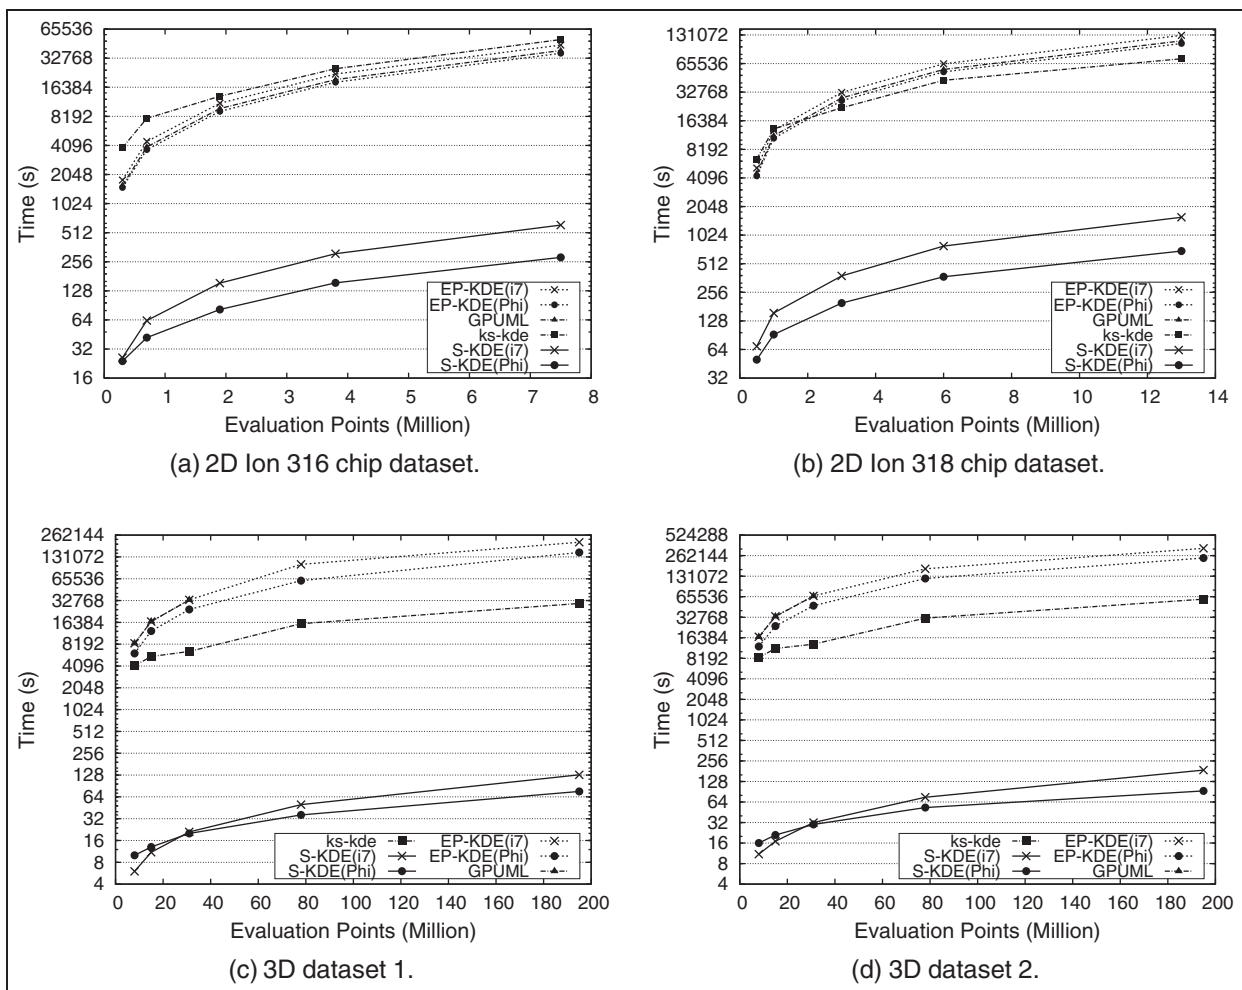 65536
32768
16384
8192
4096
2048
1024
512
256
128
64
32
16
Time (s)
0 1 2 3 4 5 6 7 8
Evaluation Points (Million)
EP-KDE(i7)
EP-KDE(Phi)
GPUML
ks-kde
S-KDE(i7)
S-KDE(Phi)
(a) 2D Ion 316 chip dataset.
131072
65536
32768
16384
8192
4096
2048
1024
512
256
128
64
32
Time (s)
0 2 4 6 8 10 12 14
Evaluation Points (Million)
EP-KDE(i7)
EP-KDE(Phi)
GPUML
ks-kde
S-KDE(i7)
S-KDE(Phi)
(b) 2D Ion 318 chip dataset.
262144
131072
65536
32768
16384
8192
4096
2048
1024
512
256
128
64
32
16
8
4
Time (s)
0 20 40 60 80 100 120 140 160 180 200
Evaluation Points (Million)
ks-kde EP-KDE(i7)
S-KDE(i7) EP-KDE(Phi)
S-KDE(Phi) GPUML
(c) 3D dataset 1.
524288
262144
131072
65536
32768
16384
8192
4096
2048
1024
512
256
128
64
32
16
8
4
Time (s)
0 20 40 60 80 100 120 140 160 180 200
Evaluation Points (Million)
ks-kde EP-KDE(i7)
S-KDE(i7) EP-KDE(Phi)
S-KDE(Phi) GPUML
(d) 3D dataset 2.